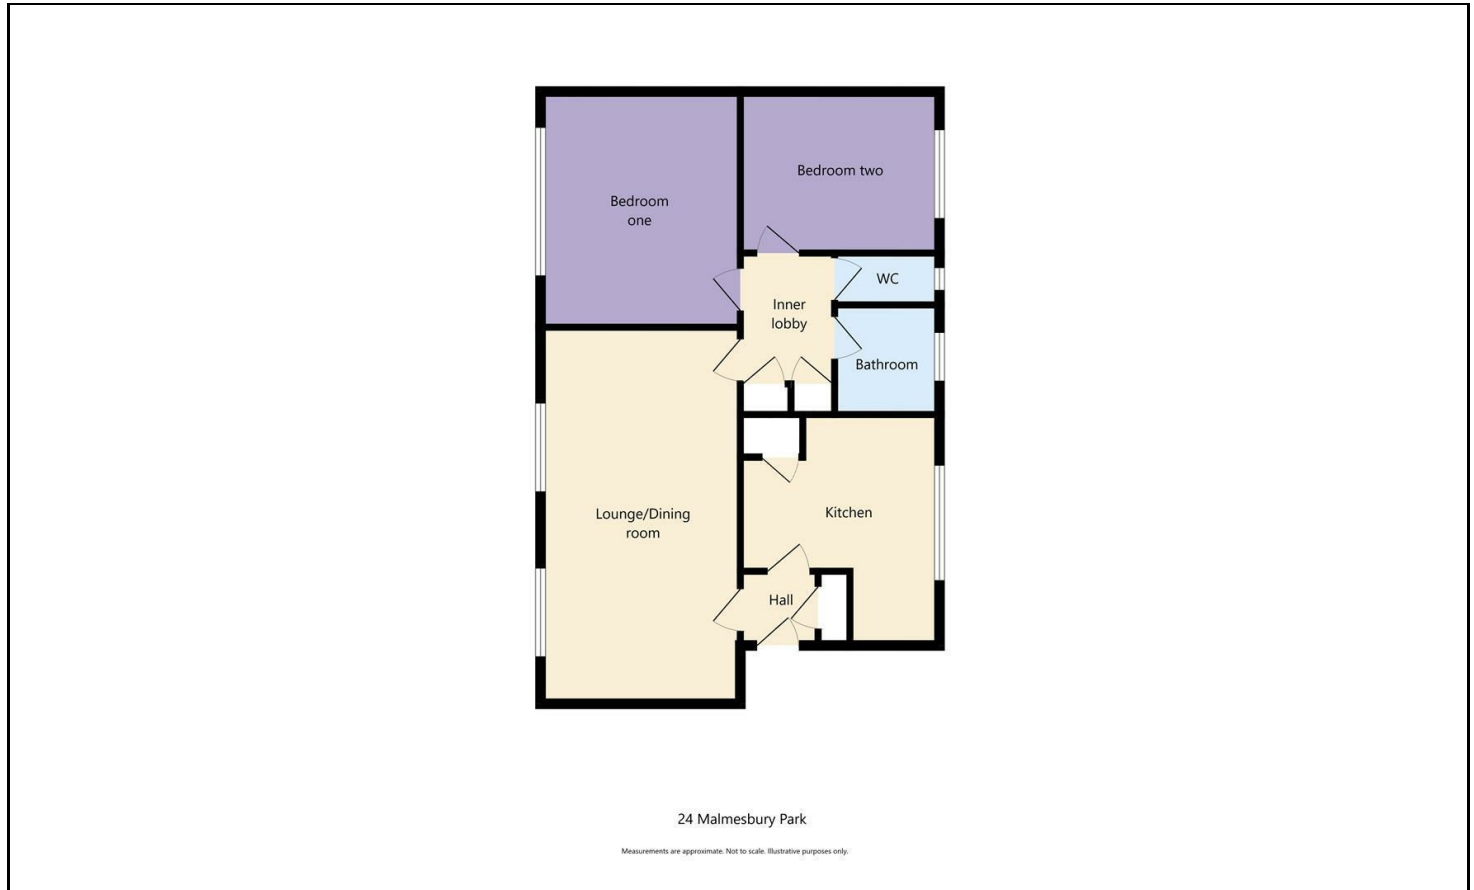 Bedroom two
Bedroom
one
WC
Inner
lobby
Bathroom
Lounge/Dining
room
Kitchen
Hall
24 Malmesbury Park
Measurements are approximate. Not to scale. Illustrative purposes only.